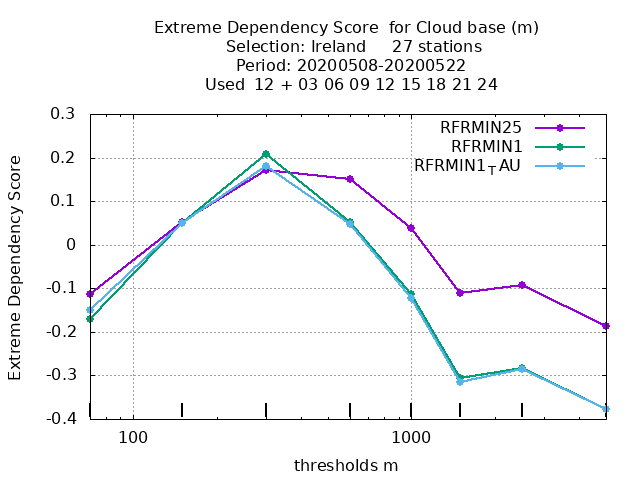 Extreme Dependency Score  for Cloud base (m)
Selection: Ireland     27 stations
Period: 20200508-20200522
Used  12 + 03 06 09 12 15 18 21 24
RFRMIN25
RFRMIN1
RFRMIN1TAU
Extreme Dependency Score
0.3
0.2
0.1
0
-0.1
-0.2
-0.3
-0.4
100 1000
thresholds m